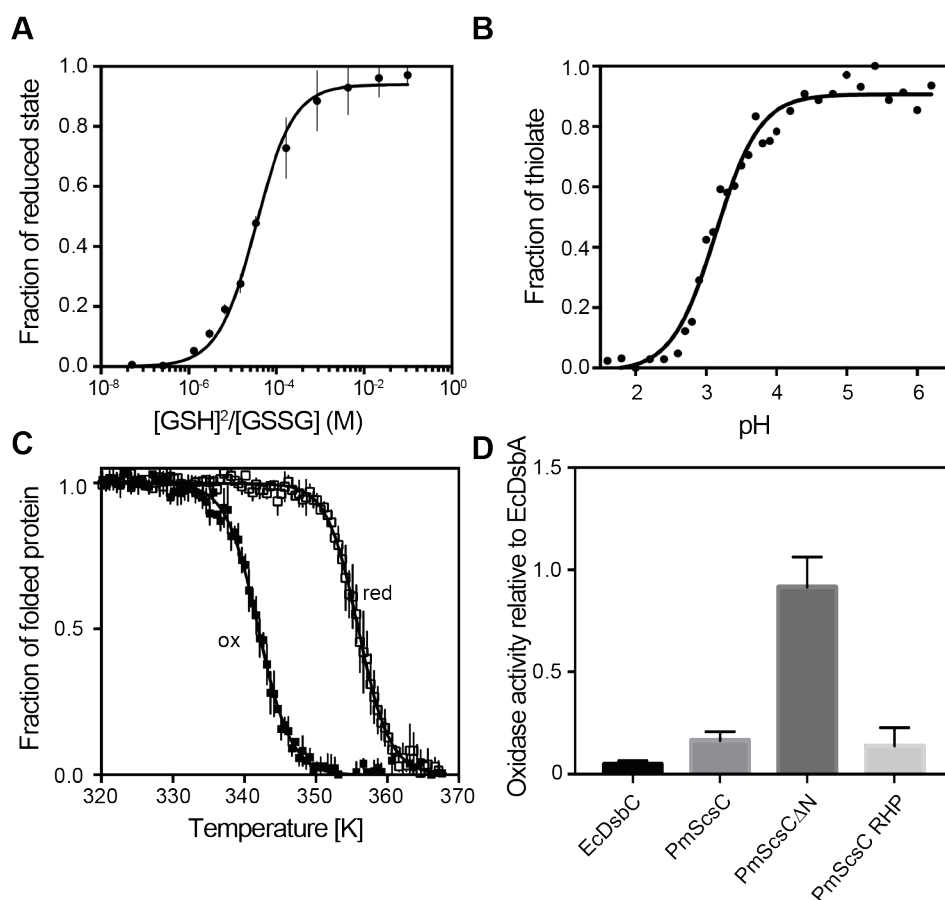 A
Fraction of reduced state
1.0
0.8
0.6
0.4
0.2
0.0
10⁻⁸ 10⁻⁶ 10⁻⁴ 10⁻² 10⁰
[GSH]²/[GSSG] (M)
B
Fraction of thiolate
1.0
0.8
0.6
0.4
0.2
0.0
2 3 4 5 6
pH
C
Fraction of folded protein
1.0
0.5
0.0
ox
red
320 330 340 350 360 370
Temperature [K]
D
Oxidase activity relative to EcDsbA
1.5
1.0
0.5
0
EcDsbC
PmScsC
PmScsCΔN
PmScsC RHP